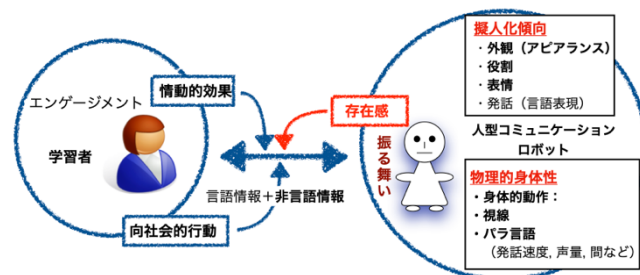 情動的効果
エンゲージメント
学習者
向社会的行動
存在感
言語情報＋非言語情報
振る舞い
擬人化傾向
・外観（アピアランス）
・役割
・表情
・発話（言語表現）
人型コミュニケーション
ロボット
物理的身体性
・身体的動作：
・視線
・パラ言語
（発話速度, 声量, 間など）